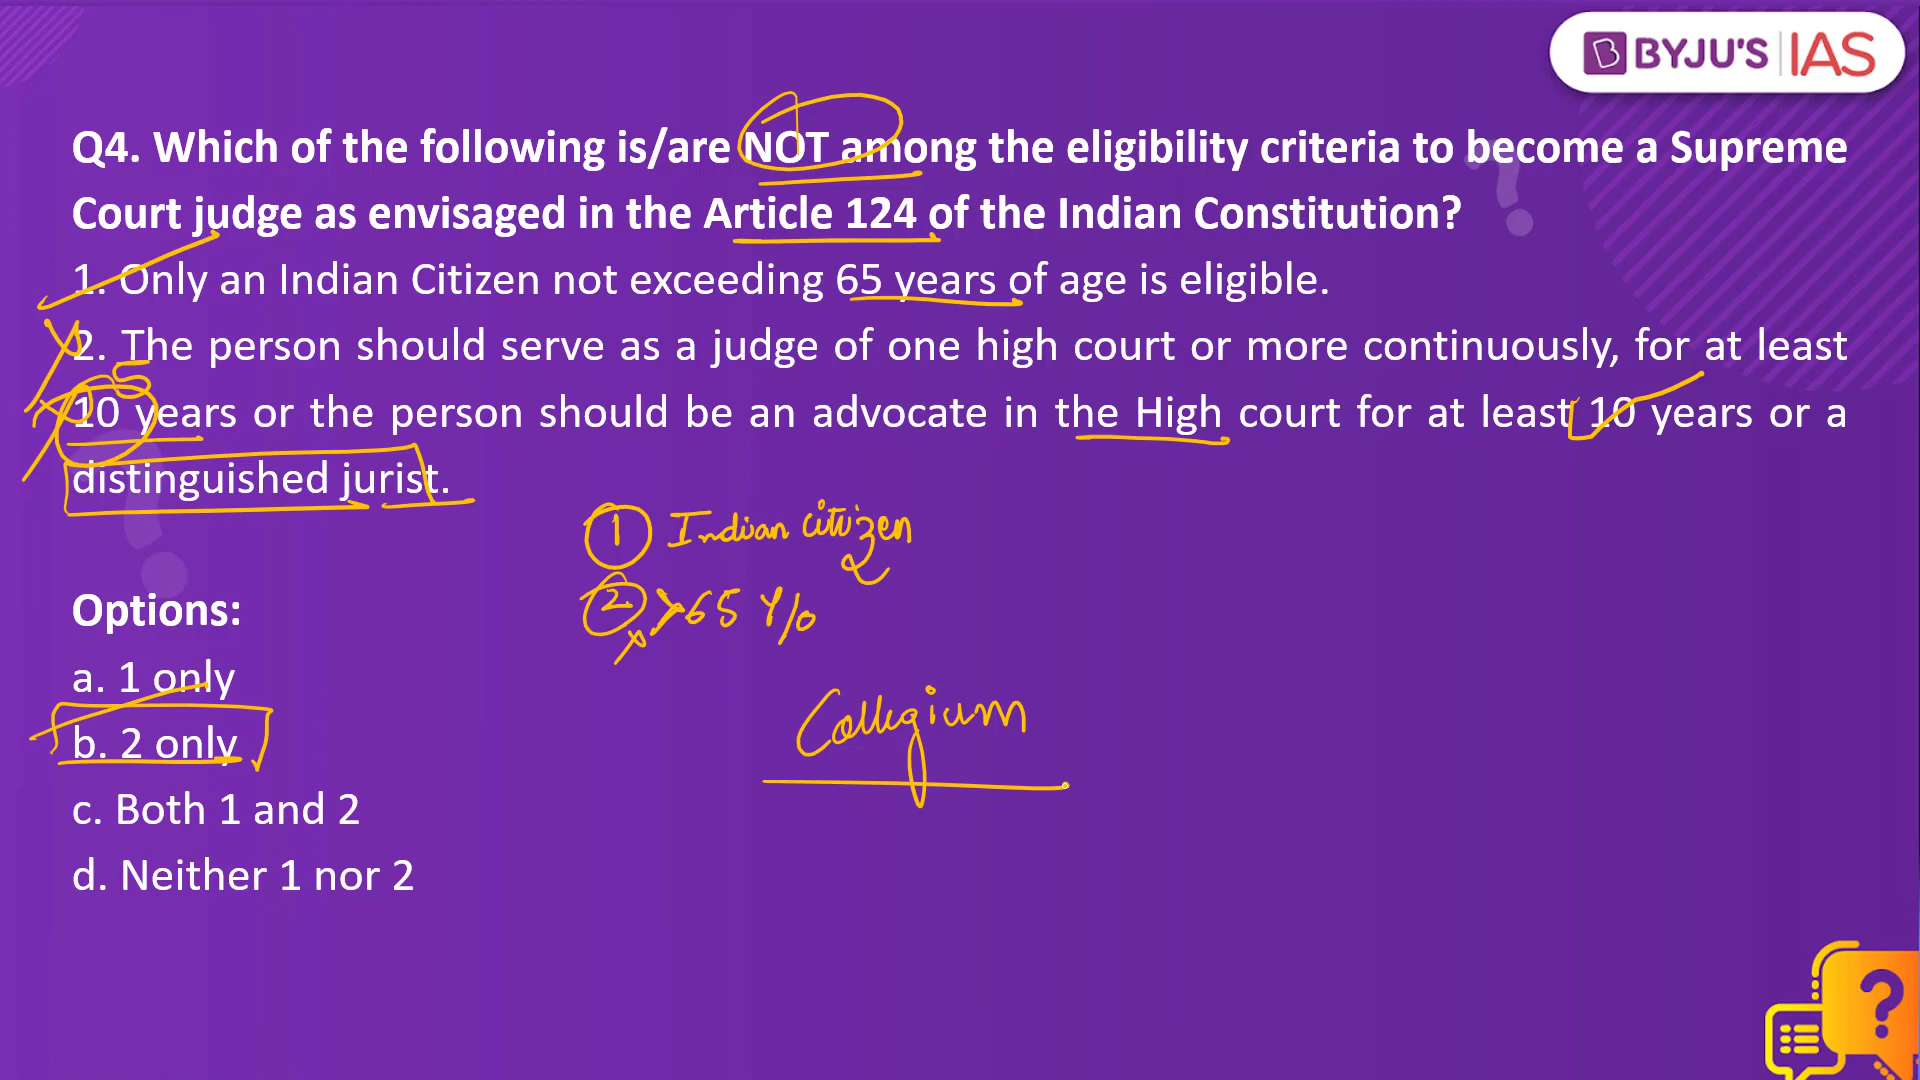 BYJU'S IAS
Q4. Which of the following is/are NOT among the eligibility criteria to become a Supreme
Court judge as envisaged in the Article 124 of the Indian Constitution?
1. Only an Indian Citizen not exceeding 65 years of age is eligible.
2. The person should serve as a judge of one high court or more continuously, for at least
5
10 years or the person should be an advocate in the High court for at least 10 years or a
distinguished jurist.
1 Indian citizen
2. >65 Y/o
Collegium
Options:
a. 1 only
b. 2 only
c. Both 1 and 2
d. Neither 1 nor 2